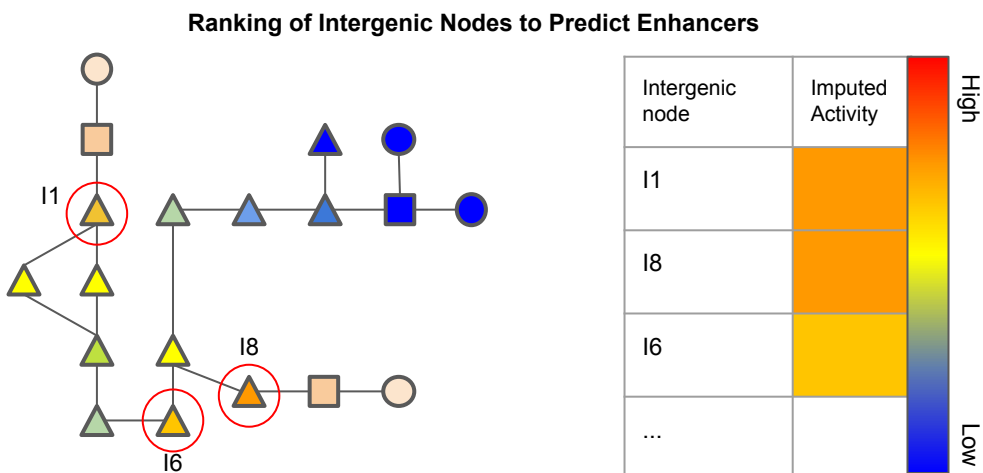 Ranking of Intergenic Nodes to Predict Enhancers
I1
I8
I6
Intergenic
node
Imputed
Activity
I1
I8
I6
...
High
Low